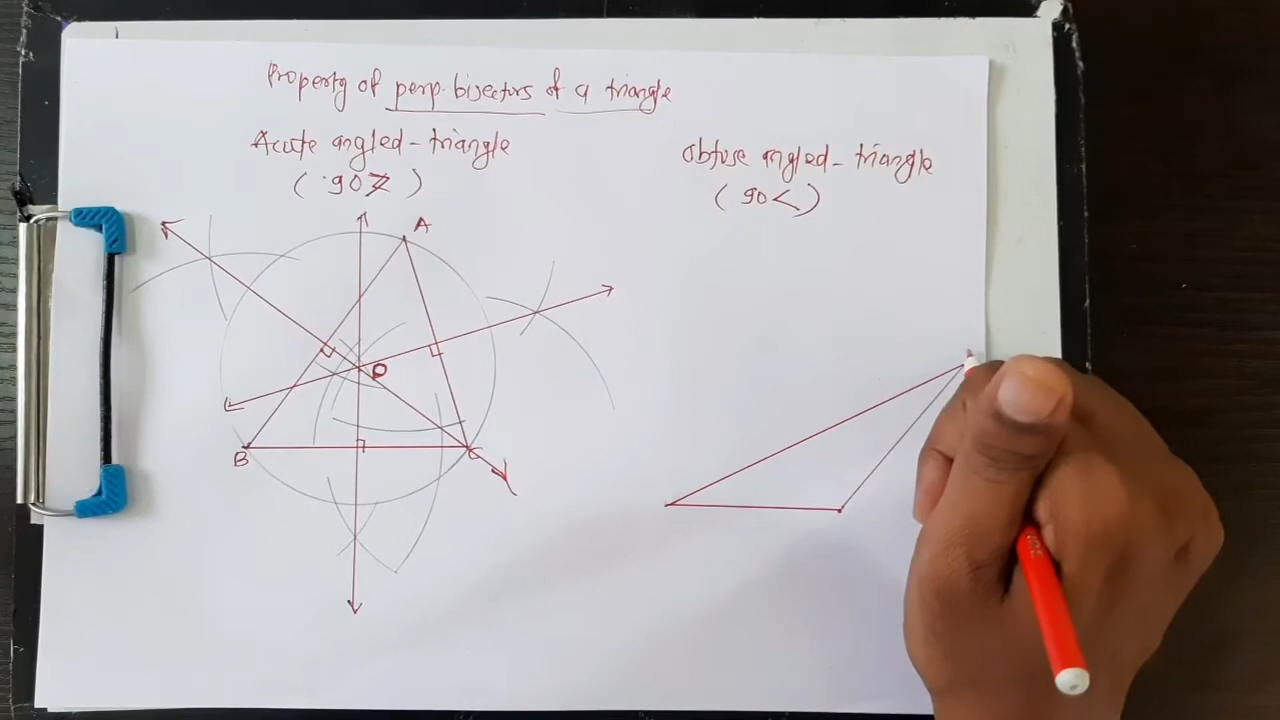 Property of perp. bisectors of a triangle
Acute angled - triangle
( 90> )
A
O
B
C
Obtuse angled - triangle
( 90< )